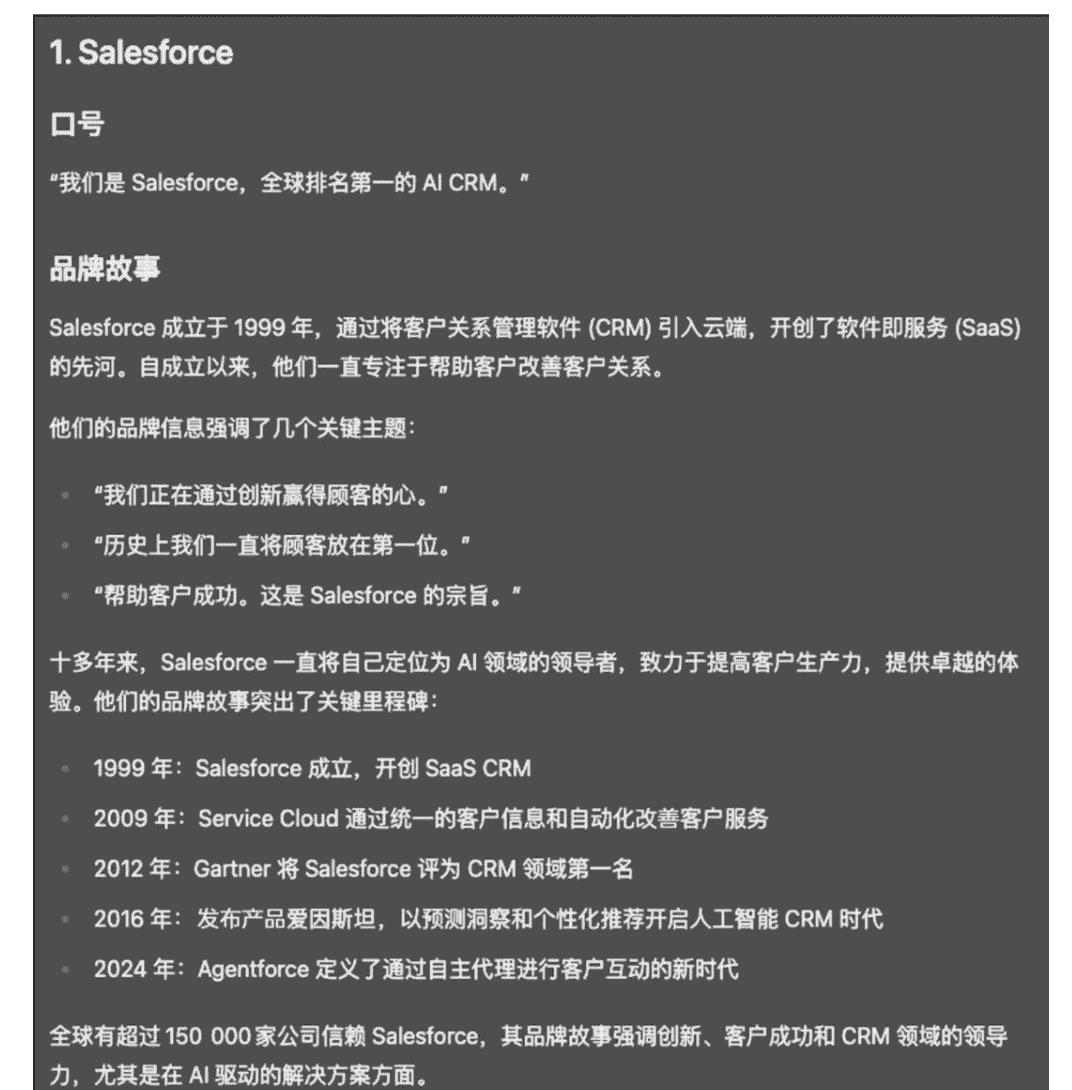 1. Salesforce
口号
“我们是 Salesforce，全球排名第一的 AI CRM。”
品牌故事
Salesforce 成立于 1999 年，通过将客户关系管理软件 (CRM) 引入云端，开创了软件即服务 (SaaS)
的先河。自成立以来，他们一直专注于帮助客户改善客户关系。
他们的品牌信息强调了几个关键主题：
“我们正在通过创新赢得顾客的心。”
“历史上我们一直将顾客放在第一位。”
“帮助客户成功。这是 Salesforce 的宗旨。”
十多年来，Salesforce 一直将自己定位为 AI 领域的领导者，致力于提高客户生产力，提供卓越的体
验。他们的品牌故事突出了关键里程碑：
1999 年：Salesforce 成立，开创 SaaS CRM
2009 年：Service Cloud 通过统一的客户信息和自动化改善客户服务
2012 年：Gartner 将 Salesforce 评为 CRM 领域第一名
2016 年：发布产品爱因斯坦，以预测洞察和个性化推荐开启人工智能 CRM 时代
2024 年：Agentforce 定义了通过自主代理进行客户互动的新时代
全球有超过 150 000 家公司信赖 Salesforce，其品牌故事强调创新、客户成功和 CRM 领域的领导
力，尤其是在 AI 驱动的解决方案方面。